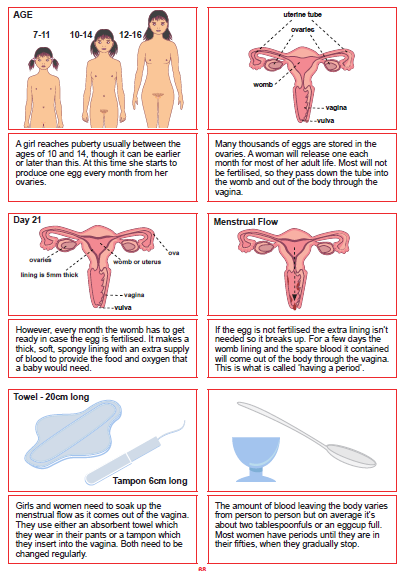 AGE
7-11
10-14
12-16
A girl reaches puberty usually between the
ages of 10 and 14, though it can be earlier
or later than this. At this time she starts to
produce one egg every month from her
ovaries.
uterine tube
ovaries
womb
vagina
vulva
Many thousands of eggs are stored in the
ovaries. A woman will release one each
month for most of her adult life. Most will not
be fertilised, so they pass down the tube into
the womb and out of the body through the
vagina.
Day 21
ova
ovaries
womb or uterus
lining is 5mm thick
vagina
vulva
However, every month the womb has to get
ready in case the egg is fertilised. It makes a
thick, soft, spongy lining with an extra supply
of blood to provide the food and oxygen that
a baby would need.
Menstrual Flow
If the egg is not fertilised the extra lining isn't
needed so it breaks up. For a few days the
womb lining and the spare blood it contained
will come out of the body through the vagina.
This is what is called 'having a period'.
Towel - 20cm long
Tampon 6cm long
Girls and women need to soak up the
menstrual flow as it comes out of the vagina.
They use either an absorbent towel which
they wear in their pants or a tampon which
they insert into the vagina. Both need to be
changed regularly.
The amount of blood leaving the body varies
from person to person but on average it's
about two tablespoonfuls or an eggcup full.
Most women have periods until they are in
their fifties, when they gradually stop.